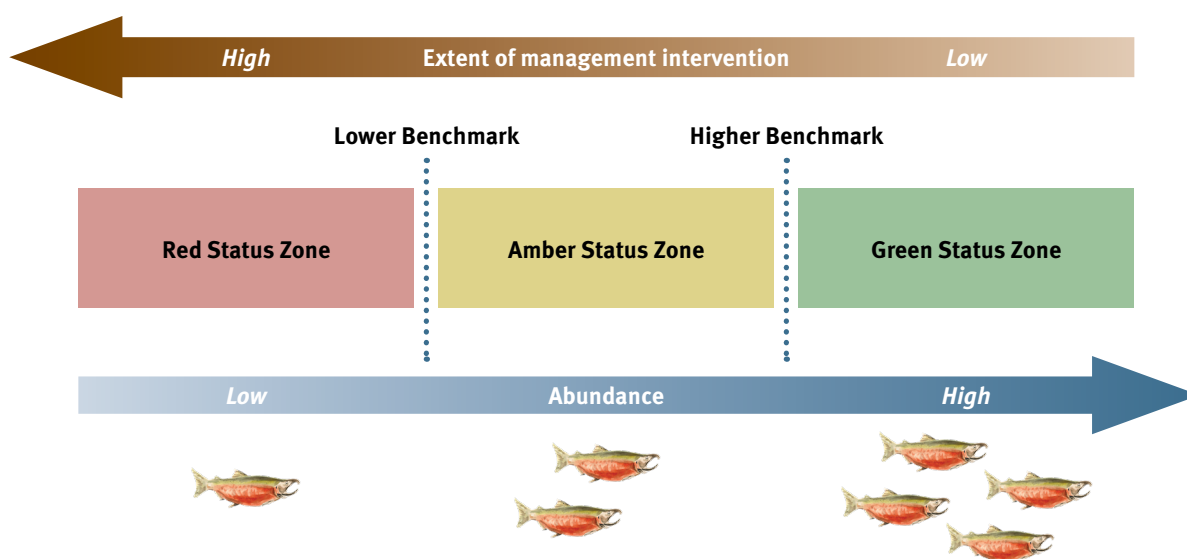 High Extent of management intervention Low
Lower Benchmark Higher Benchmark
Red Status Zone Amber Status Zone Green Status Zone
Low Abundance High